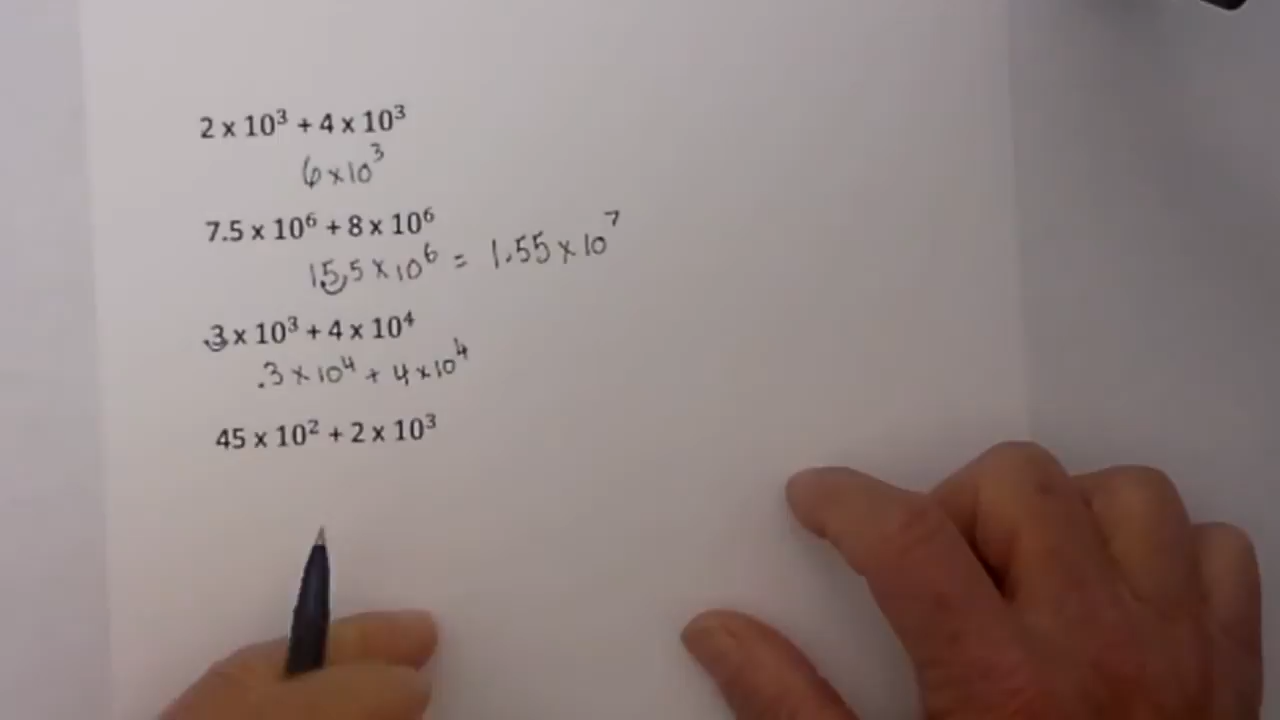 2 x 10³ + 4 x 10³
6 x 10³
7.5 x 10⁶ + 8 x 10⁶
15.5 x 10⁶ = 1.55 x 10⁷
.3 x 10³ + 4 x 10⁴
.3 x 10⁴ + 4 x 10⁴
45 x 10² + 2 x 10³